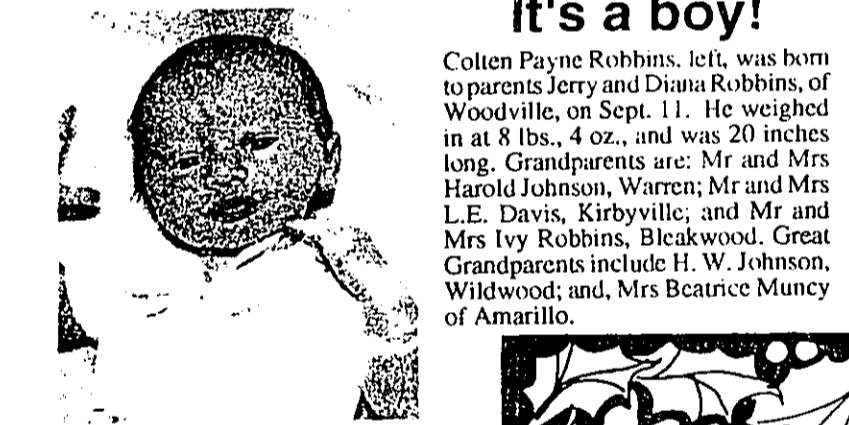 It's a boy!
Colten Payne Robbins, left, was born
to parents Jerry and Diana Robbins, of
Woodville, on Sept. 11. He weighed
in at 8 lbs., 4 oz., and was 20 inches
long. Grandparents are: Mr and Mrs
Harold Johnson, Warren; Mr and Mrs
L.E. Davis, Kirbyville; and Mr and
Mrs Ivy Robbins, Bleakwood. Great
Grandparents include H. W. Johnson,
Wildwood; and, Mrs Beatrice Muncy
of Amarillo.